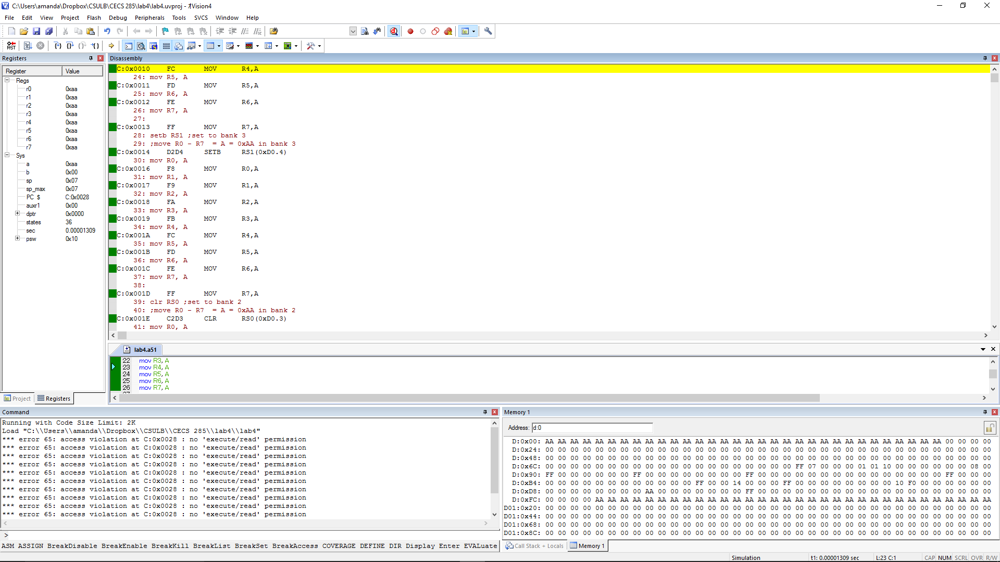 C:\Users\amanda\Dropbox\CSULB\CECS 285\lab4\lab4.uvproj - µVision4
File Edit View Project Flash Debug Peripherals Tools SVCS Window Help
RST
Registers
Register Value
Regs
r0 0xaa
r1 0xaa
r2 0xaa
r3 0xaa
r4 0xaa
r5 0xaa
r6 0xaa
r7 0xaa
Sys
a 0xaa
b 0x00
sp 0x07
sp_max 0x07
PC $ C:0x0028
auxr1 0x00
dptr 0x0000
states 36
sec 0.00001309
psw 0x10
Project Registers
Disassembly
C:0x0010 FC MOV R4,A
24: mov R5, A
C:0x0011 FD MOV R5,A
25: mov R6, A
C:0x0012 FE MOV R6,A
26: mov R7, A
27:
C:0x0013 FF MOV R7,A
28: setb RS1 ;set to bank 3
29: ;move R0 - R7 = A = 0xAA in bank 3
C:0x0014 D2D4 SETB RS1(0xD0.4)
30: mov R0, A
C:0x0016 F8 MOV R0,A
31: mov R1, A
C:0x0017 F9 MOV R1,A
32: mov R2, A
C:0x0018 FA MOV R2,A
33: mov R3, A
C:0x0019 FB MOV R3,A
34: mov R4, A
C:0x001A FC MOV R4,A
35: mov R5, A
C:0x001B FD MOV R5,A
36: mov R6, A
C:0x001C FE MOV R6,A
37: mov R7, A
38:
C:0x001D FF MOV R7,A
39: clr RS0 ;set to bank 2
40: ;move R0 - R7 = A = 0xAA in bank 2
C:0x001E C2D3 CLR RS0(0xD0.3)
41: mov R0, A
lab4.a51
22 mov R3, A
23 mov R4, A
24 mov R5, A
25 mov R6, A
26 mov R7, A
27
Command
Running with Code Size Limit: 2K
Load "C:\\Users\\amanda\\Dropbox\\CSULB\\CECS 285\\lab4\\lab4"
*** error 65: access violation at C:0x0028 : no 'execute/read' permission
*** error 65: access violation at C:0x0028 : no 'execute/read' permission
*** error 65: access violation at C:0x0028 : no 'execute/read' permission
*** error 65: access violation at C:0x0028 : no 'execute/read' permission
*** error 65: access violation at C:0x0028 : no 'execute/read' permission
*** error 65: access violation at C:0x0028 : no 'execute/read' permission
*** error 65: access violation at C:0x0028 : no 'execute/read' permission
*** error 65: access violation at C:0x0028 : no 'execute/read' permission
*** error 65: access violation at C:0x0028 : no 'execute/read' permission
*** error 65: access violation at C:0x0028 : no 'execute/read' permission
>
ASM ASSIGN BreakDisable BreakEnable BreakKill BreakList BreakSet BreakAccess COVERAGE DEFINE DIR Display Enter EVALuate
Memory 1
Address: d:0
D:0x00: AA AA AA AA AA AA AA AA AA AA AA AA AA AA AA AA AA AA AA AA AA AA AA AA AA AA AA AA AA AA AA AA 00 00 00 00
D:0x24: 00 00 00 00 00 00 00 00 00 00 00 00 00 00 00 00 00 00 00 00 00 00 00 00 00 00 00 00 00 00 00 00 00 00 00 00
D:0x48: 00 00 00 00 00 00 00 00 00 00 00 00 00 00 00 00 00 00 00 00 00 00 00 00 00 00 00 00 00 00 00 00 00 00 00 00
D:0x6C: 00 00 00 00 00 00 00 00 00 00 00 00 00 00 00 00 00 00 00 00 FF 07 00 00 00 01 01 10 00 00 00 00 00 00 08 00
D:0x90: FF 00 00 00 00 00 00 FF 00 00 00 00 00 00 00 00 FF 00 00 00 00 00 00 00 00 00 00 00 00 00 00 00 FF 00 00 00
D:0xB4: 00 00 00 00 00 00 00 00 00 00 00 00 FF 00 00 14 00 00 00 FF 00 00 00 00 00 00 00 00 10 F0 00 00 00 00 00 00
D:0xD8: 00 00 00 00 00 00 00 00 AA 00 00 00 00 00 00 00 FF 00 00 00 00 00 00 00 00 00 00 00 00 00 00 00 00 00 00 00
D:0xFC: 00 00 00 00 AA AA AA AA AA AA AA AA AA AA AA AA AA AA AA AA AA AA AA AA AA AA AA AA AA AA AA AA AA AA AA AA
D01:0x20: 00 00 00 00 00 00 00 00 00 00 00 00 00 00 00 00 00 00 00 00 00 00 00 00 00 00 00 00 00 00 00 00 00 00 00 00
D01:0x44: 00 00 00 00 00 00 00 00 00 00 00 00 00 00 00 00 00 00 00 00 00 00 00 00 00 00 00 00 00 00 00 00 00 00 00 00
D01:0x68: 00 00 00 00 00 00 00 00 00 00 00 00 00 00 00 00 00 00 00 00 00 00 00 00 00 00 00 00 00 00 00 00 00 00 00 00
D01:0x8C: 00 00 00 00 00 00 00 00 00 00 00 00 00 00 00 00 00 00 00 00 00 00 00 00 00 00 00 00 00 00 00 00 00 00 00 00
Call Stack + Locals Memory 1
Simulation t1: 0.00001309 sec L:23 C:1 CAP NUM SCRL OVR R/W